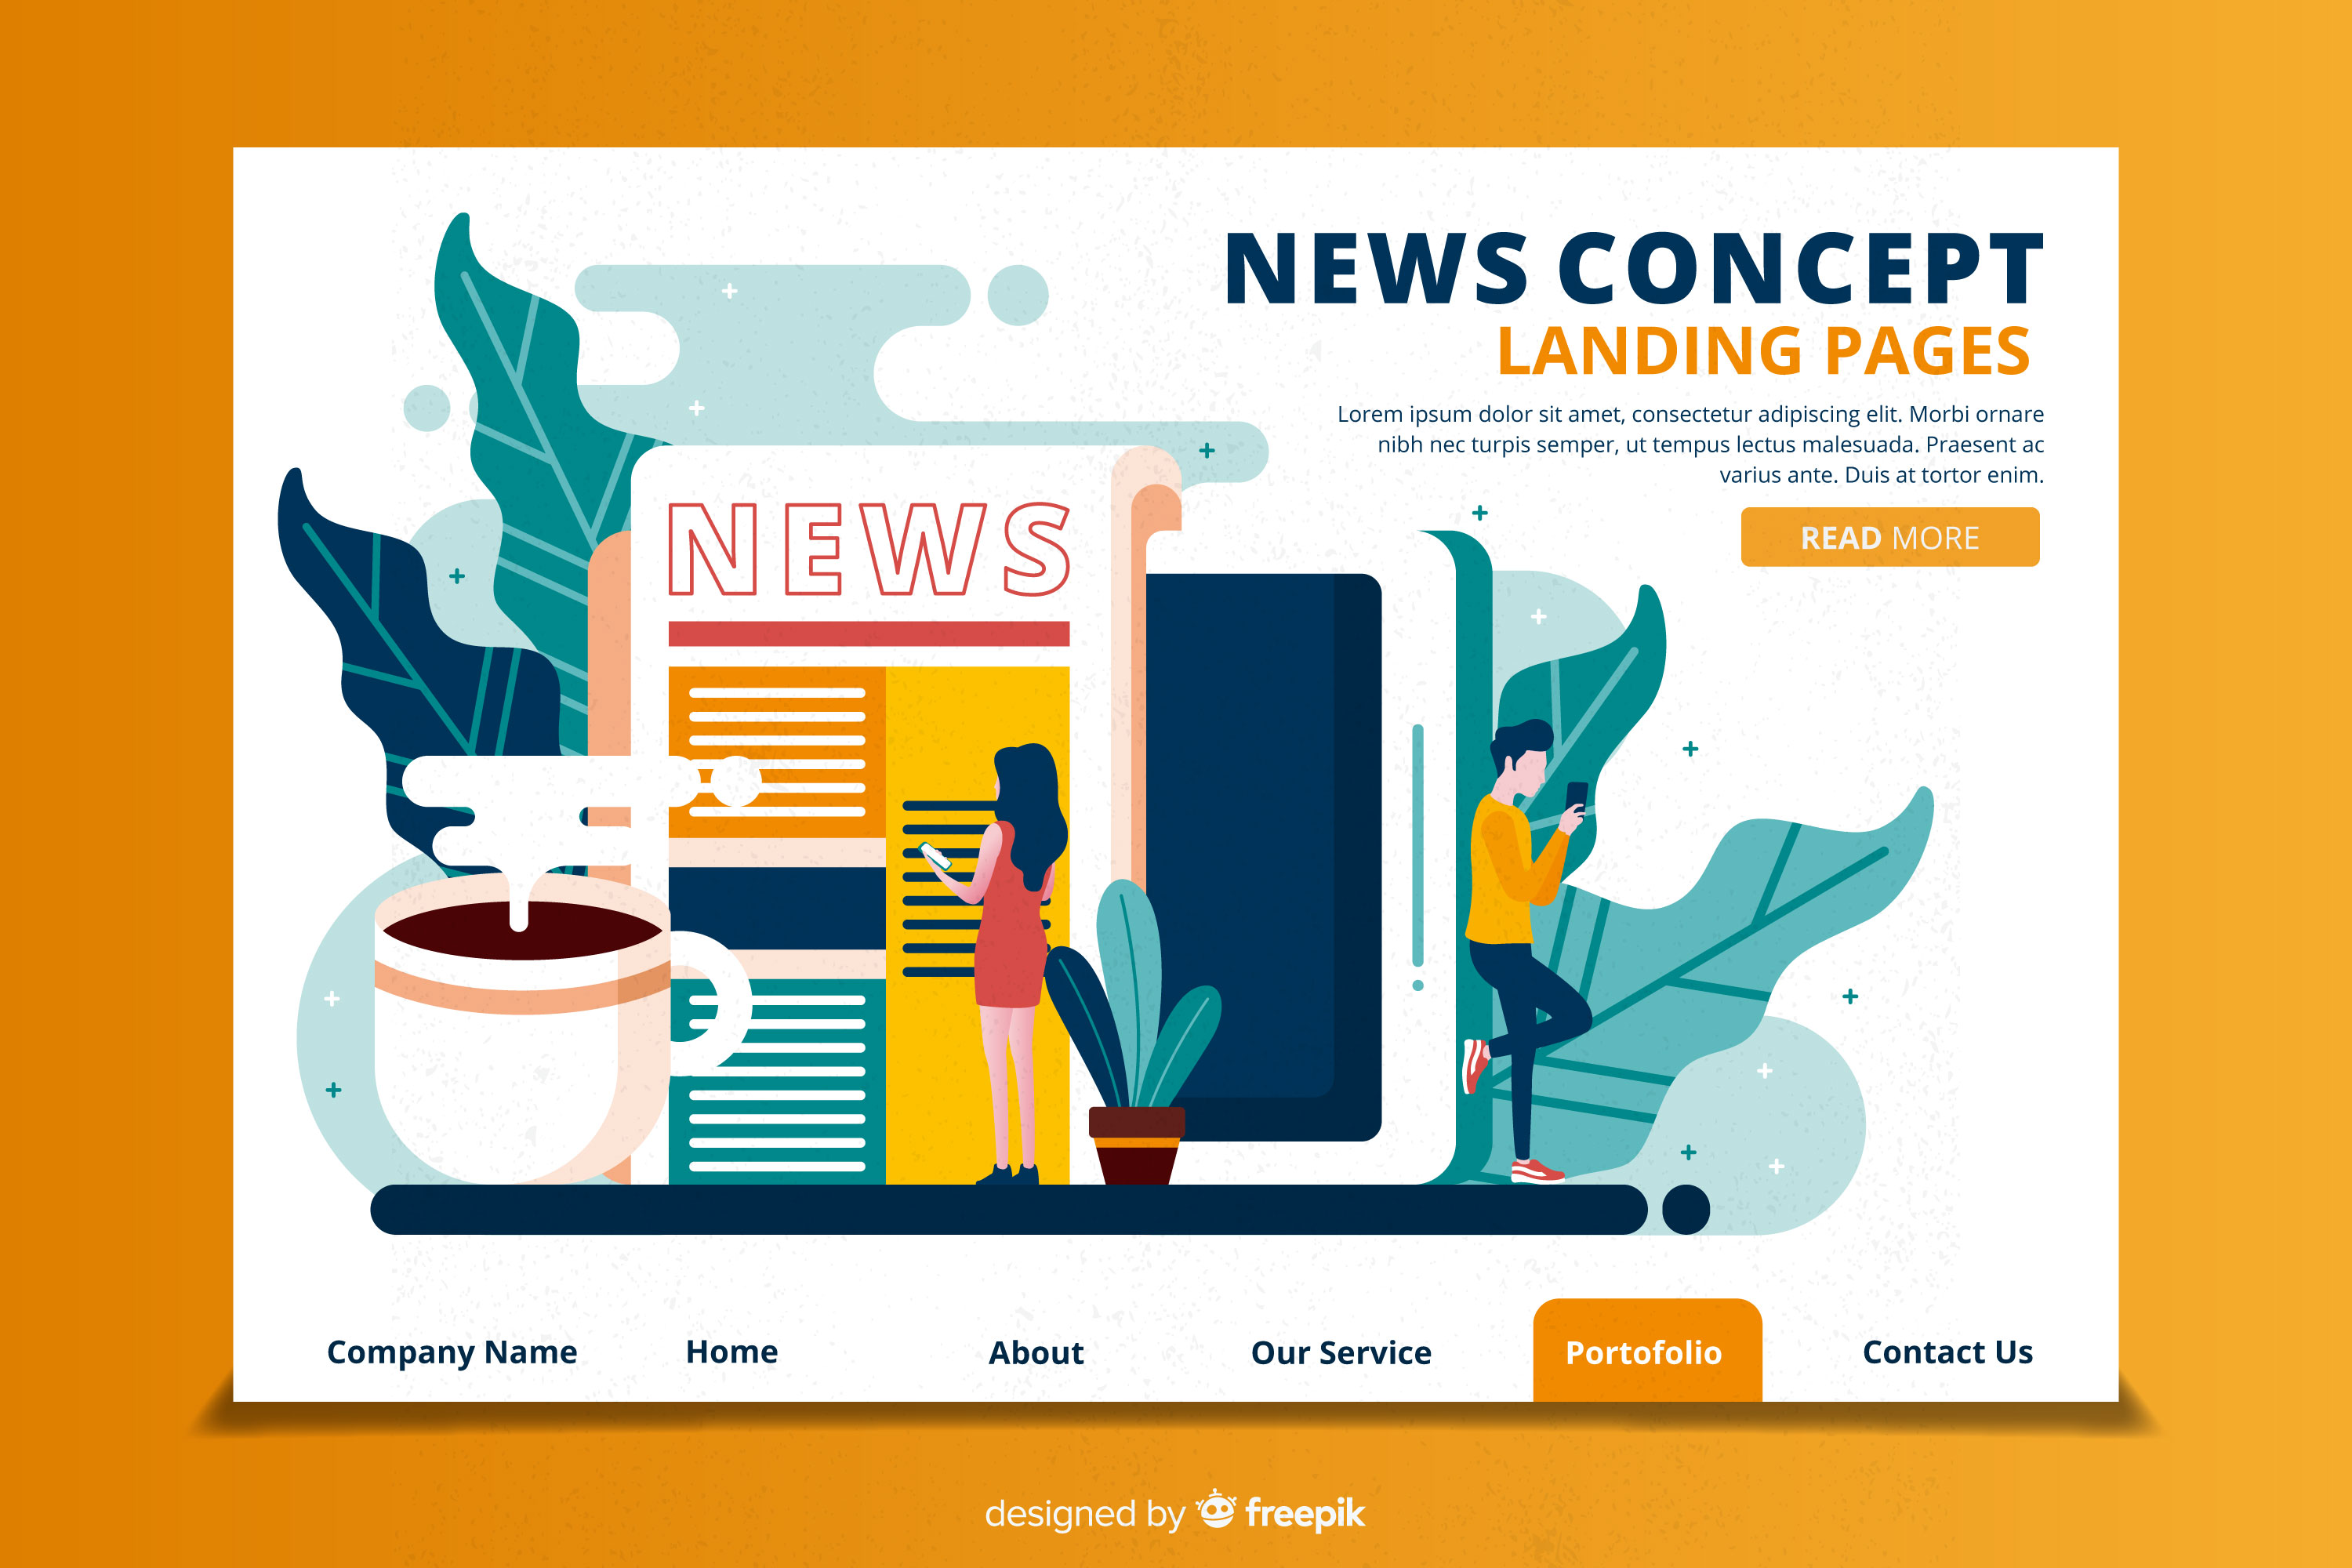 NEWS CONCEPT
LANDING PAGES
Lorem ipsum dolor sit amet, consectetur adipiscing elit. Morbi ornare
nibh nec turpis semper, ut tempus lectus malesuada. Praesent ac
varius ante. Duis at tortor enim.
READ MORE
NEWS
Company Name
Home
About
Our Service
Portofolio
Contact Us
designed by freepik